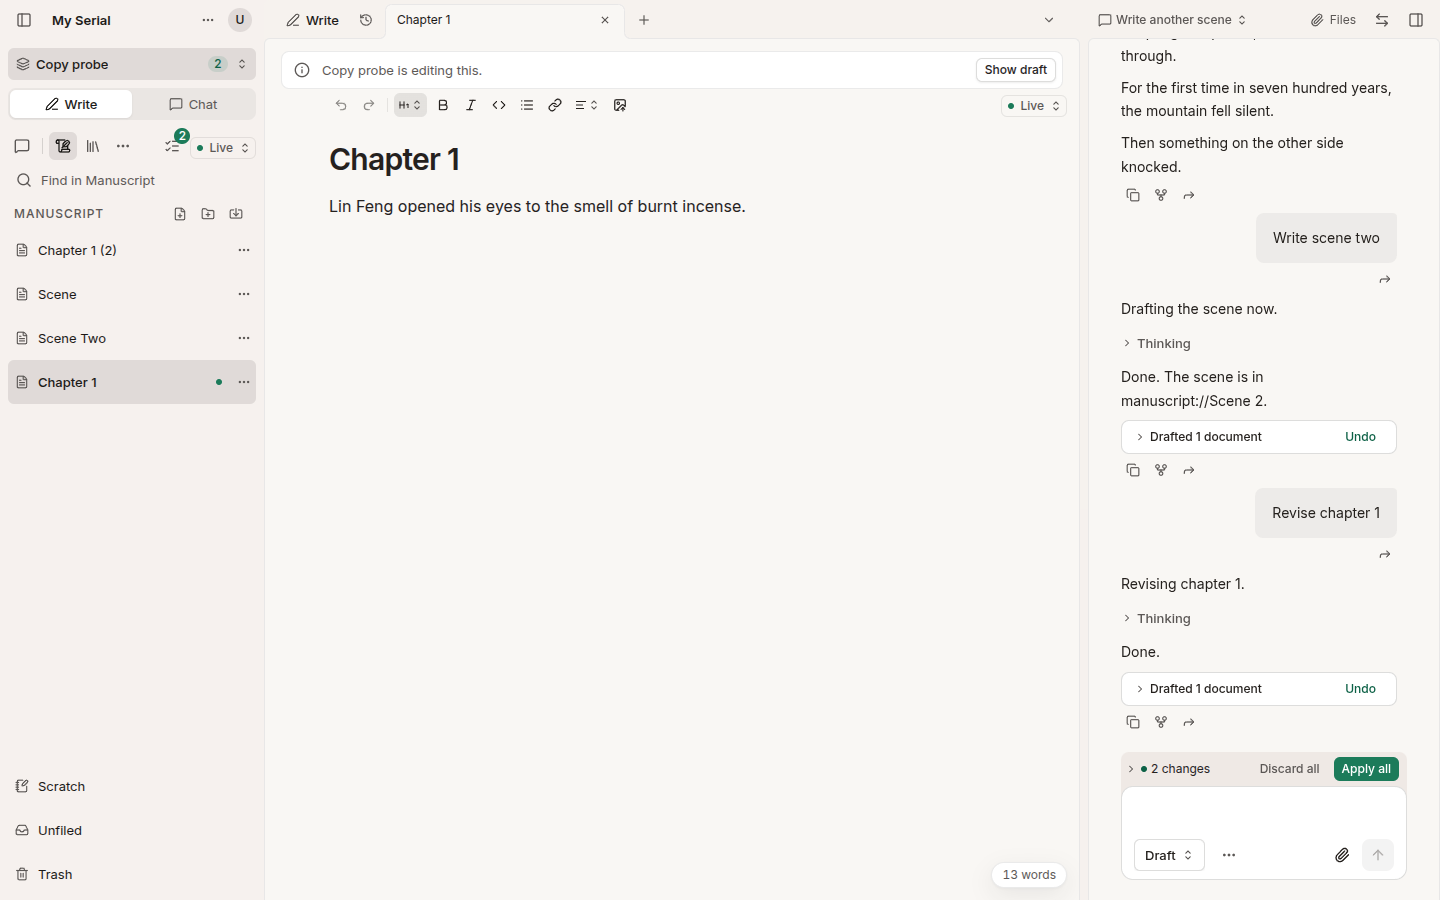 My Serial
U
Copy probe
2
Write
Chat
2
Live
Find in Manuscript
MANUSCRIPT
Chapter 1 (2)
Scene
Scene Two
Chapter 1
Scratch
Unfiled
Trash
Write
Chapter 1
Copy probe is editing this.
Show draft
H1
B
I
Live
Chapter 1
Lin Feng opened his eyes to the smell of burnt incense.
13 words
Write another scene
Files
through.
For the first time in seven hundred years,
the mountain fell silent.
Then something on the other side
knocked.
Write scene two
Drafting the scene now.
Thinking
Done. The scene is in
manuscript://Scene 2.
Drafted 1 document
Undo
Revise chapter 1
Revising chapter 1.
Thinking
Done.
Drafted 1 document
Undo
2 changes
Discard all
Apply all
Draft